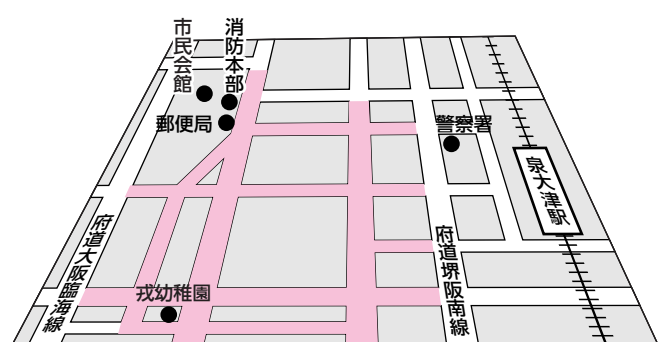 市民会館
消防本部
郵便局
警察署
泉大津駅
府道大阪臨海線
府道堺阪南線
戎幼稚園